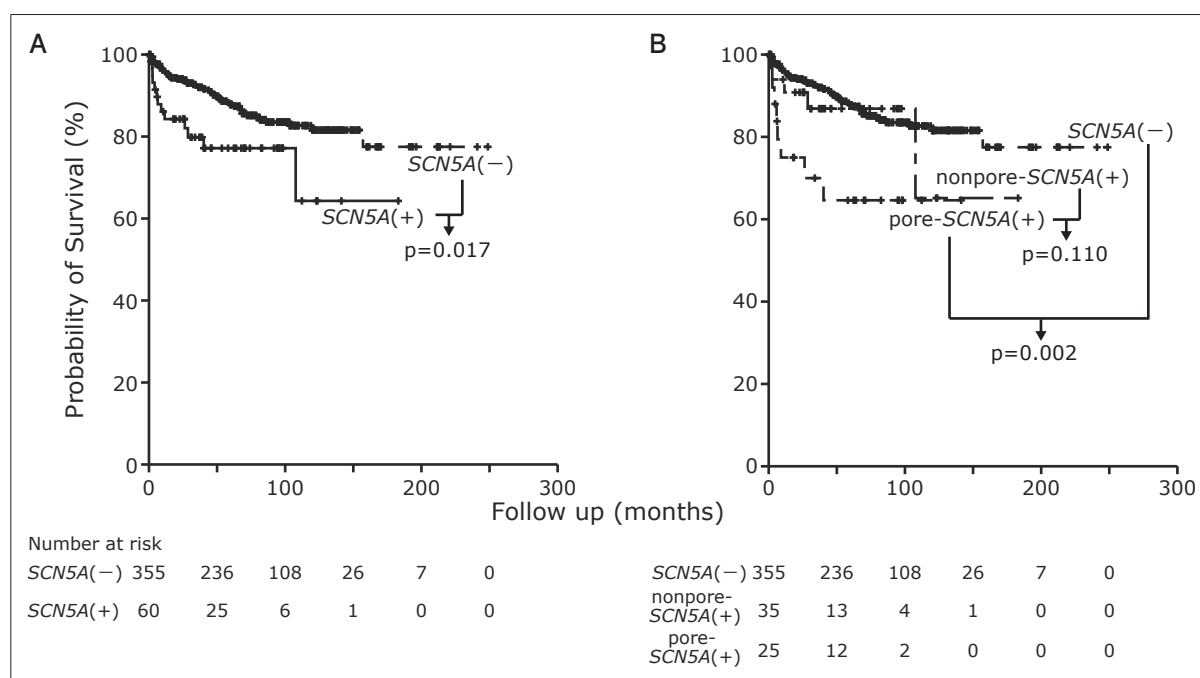 A
B
Probability of Survival (%)
100
80
60
40
20
0
SCN5A(−)
SCN5A(+)
p=0.017
0 100 200 300
100
80
60
40
20
0
SCN5A(−)
nonpore-SCN5A(+)
pore-SCN5A(+)
p=0.110
p=0.002
0 100 200 300
Follow up (months)
Number at risk
SCN5A(−) 355 236 108 26 7 0
SCN5A(+) 60 25 6 1 0 0
SCN5A(−) 355 236 108 26 7 0
nonpore-
SCN5A(+) 35 13 4 1 0 0
pore-
SCN5A(+) 25 12 2 0 0 0